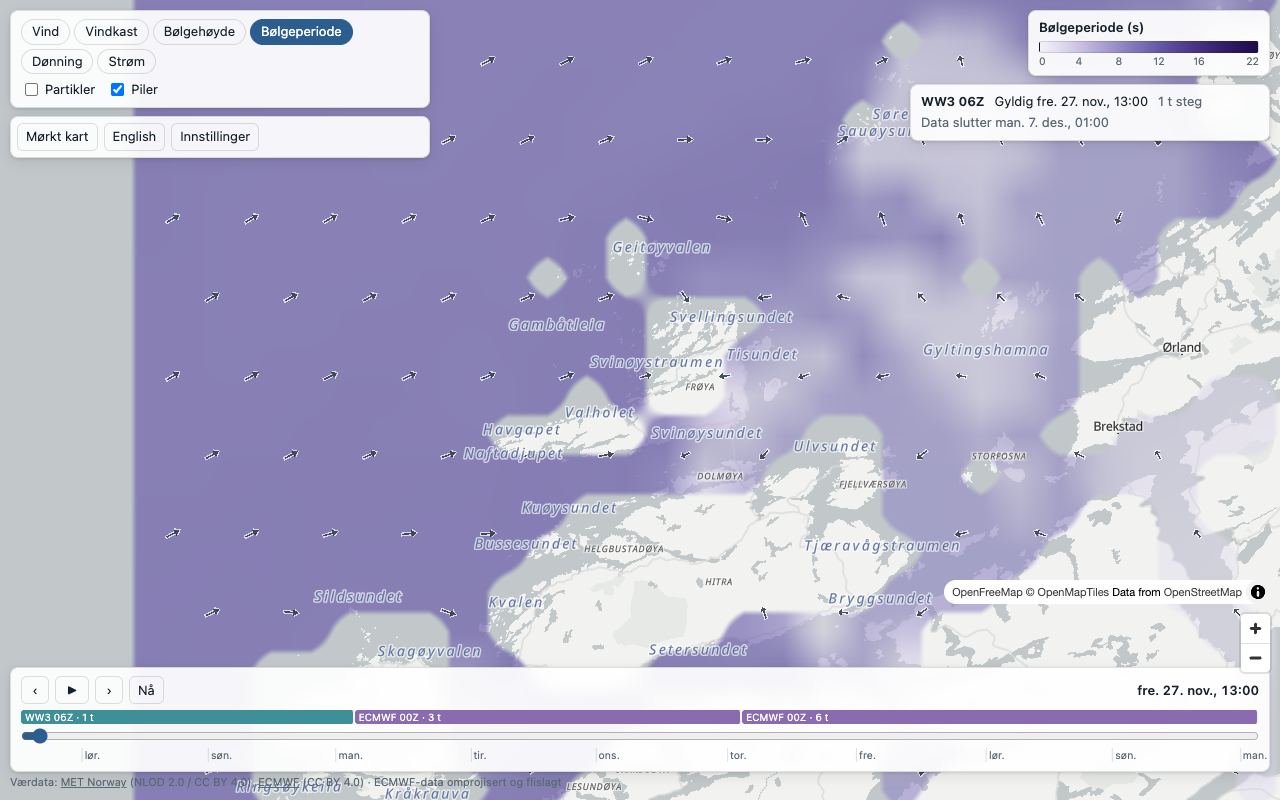 Vind Vindkast Bølgehøyde Bølgeperiode
Dønning Strøm
Partikler Piler
Mørkt kart English Innstillinger
Bølgeperiode (s)
0 4 8 12 16 22
WW3 06Z Gyldig fre. 27. nov., 13:00 1 t steg
Data slutter man. 7. des., 01:00
Geitøyvalen
Svellingsundet
Gambåtleia
Gyltingshamna
Ørland
Tisundet
Svinøystraumen
FRØYA
Valholet
Brekstad
Havgapet
Svinøysundet
Ulvsundet
Naftadjupet
STORFOSNA
DOLMØYA
FJELLVÆRSØYA
Kuøysundet
Bussesundet
HELGBUSTADØYA
Tjæravågstraumen
HITRA
OpenFreeMap © OpenMapTiles Data from OpenStreetMap
Sildsundet
Kvalen
Bryggsundet
Skagøyvalen
Setersundet
+
−
‹ › Nå
fre. 27. nov., 13:00
WW3 06Z · 1 t ECMWF 00Z · 3 t ECMWF 00Z · 6 t
lør. søn. man. tir. ons. tor. fre. lør. søn. man.
Værdata: MET Norway (NLOD 2.0 / CC BY 4.0) · ECMWF (CC BY 4.0) · ECMWF-data omprojisert og flislagt
Kråkrauva